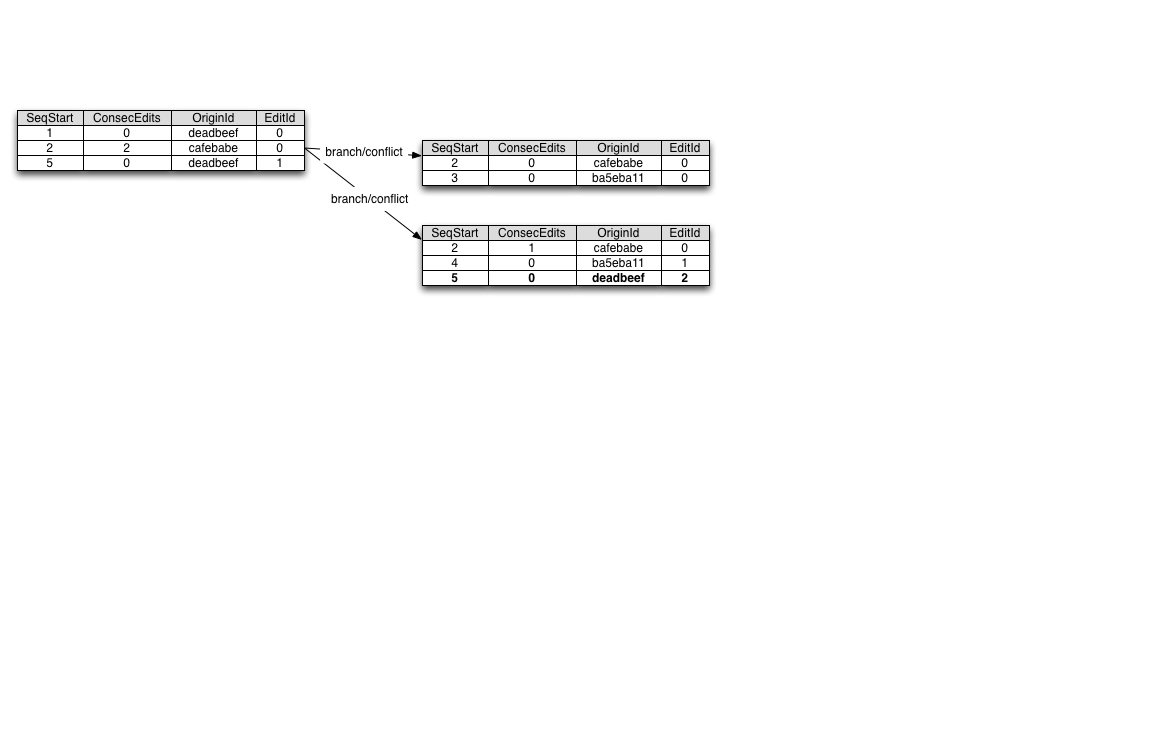 SeqStart ConsecEdits OriginId EditId
1 0 deadbeef 0
2 2 cafebabe 0
5 0 deadbeef 1
branch/conflict
branch/conflict
SeqStart ConsecEdits OriginId EditId
2 0 cafebabe 0
3 0 ba5eba11 0
SeqStart ConsecEdits OriginId EditId
2 1 cafebabe 0
4 0 ba5eba11 1
5 0 deadbeef 2